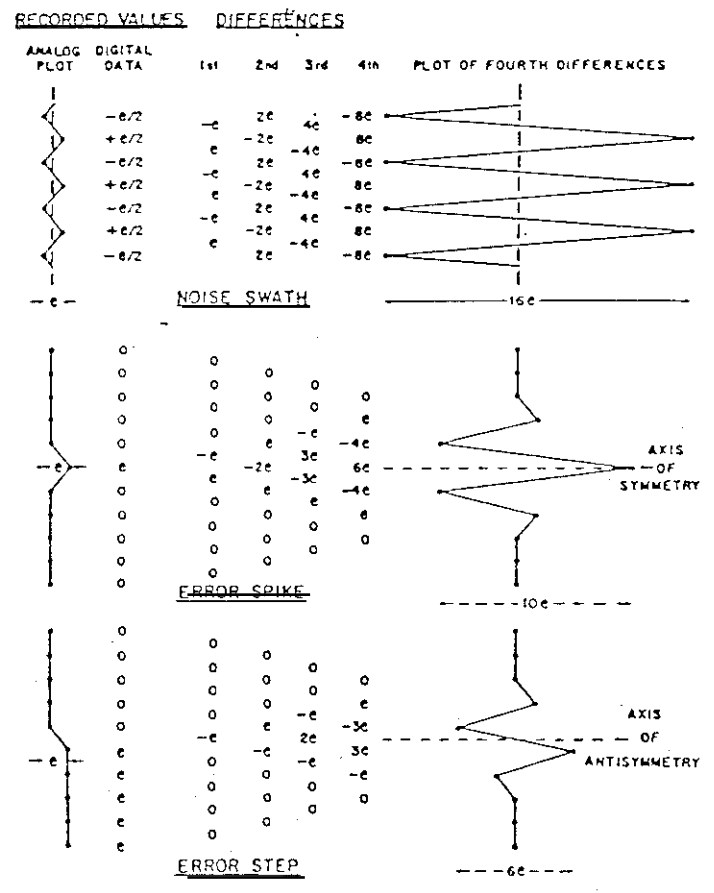 RECORDED VALUES DIFFERENCES
ANALOG PLOT DIGITAL DATA 1st 2nd 3rd 4th PLOT OF FOURTH DIFFERENCES
−e/2 2e −8e
−e 4e
+e/2 −2e 8e
e −4e
−e/2 2e −8e
−e 4e
+e/2 −2e 8e
e −4e
−e/2 2e −8e
−e 4e
+e/2 −2e 8e
e −4e
−e/2 2e −8e
e NOISE SWATH 16e
0
0
0 0
0 0
0 0 0
0 0
0 0 e
0 −e
0 e −4e
−e 3e AXIS
e e −2e 6e OF
e −3e SYMMETRY
0 e −4e
0 e
0 0 e
0 0
0 0 0
0 0
0 0
0
0
ERROR SPIKE 10e
0
0
0 0
0 0
0 0 0
0 0
0 0 e
0 −e AXIS
0 e −3e
−e 2e OF
e −e 3e
e 0 −e ANTISYMMETRY
e 0 −e
0 0
e 0 0
0 0
e 0
0
e
ERROR STEP 6e